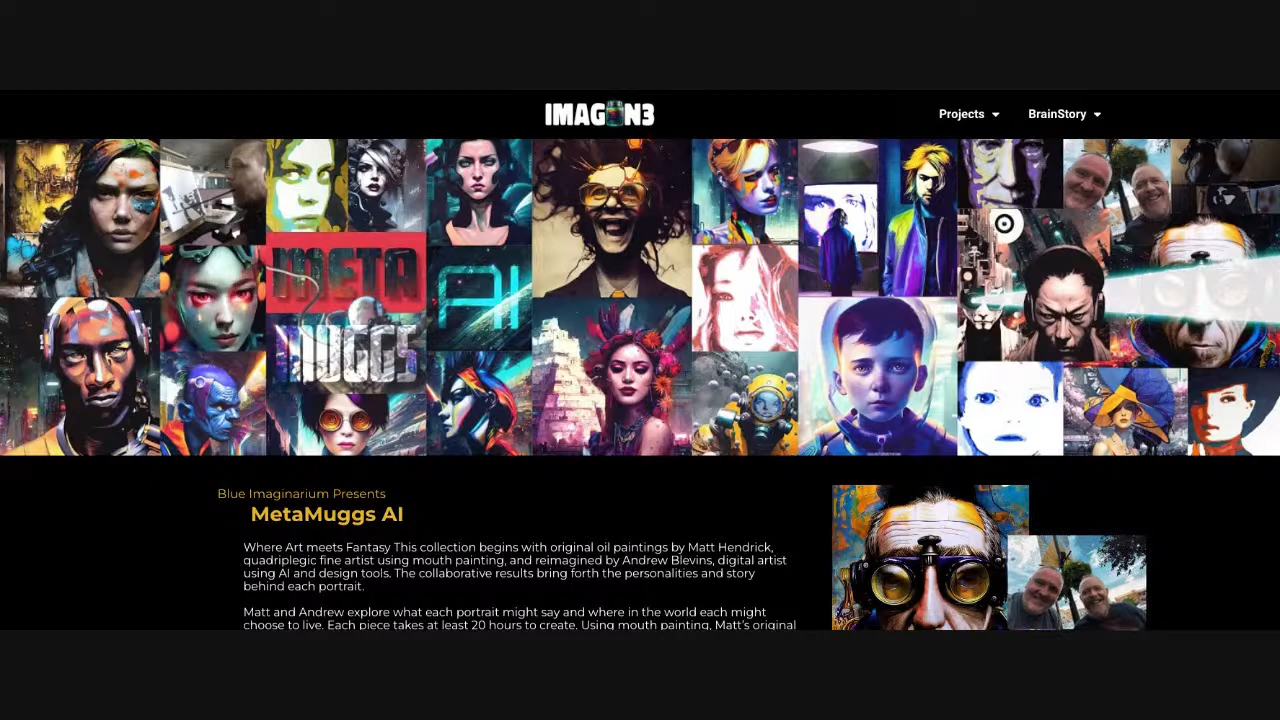 IMAG N3
Projects
BrainStory
META
AI
MUGGS
Blue Imaginarium Presents
MetaMuggs AI
Where Art meets Fantasy This collection begins with original oil paintings by Matt Hendrick,
quadriplegic fine artist using mouth painting, and reimagined by Andrew Blevins, digital artist
using AI and design tools. The collaborative results bring forth the personalities and story
behind each portrait.
Matt and Andrew explore what each portrait might say and where in the world each might
choose to live. Each piece takes at least 20 hours to create. Using mouth painting, Matt's original